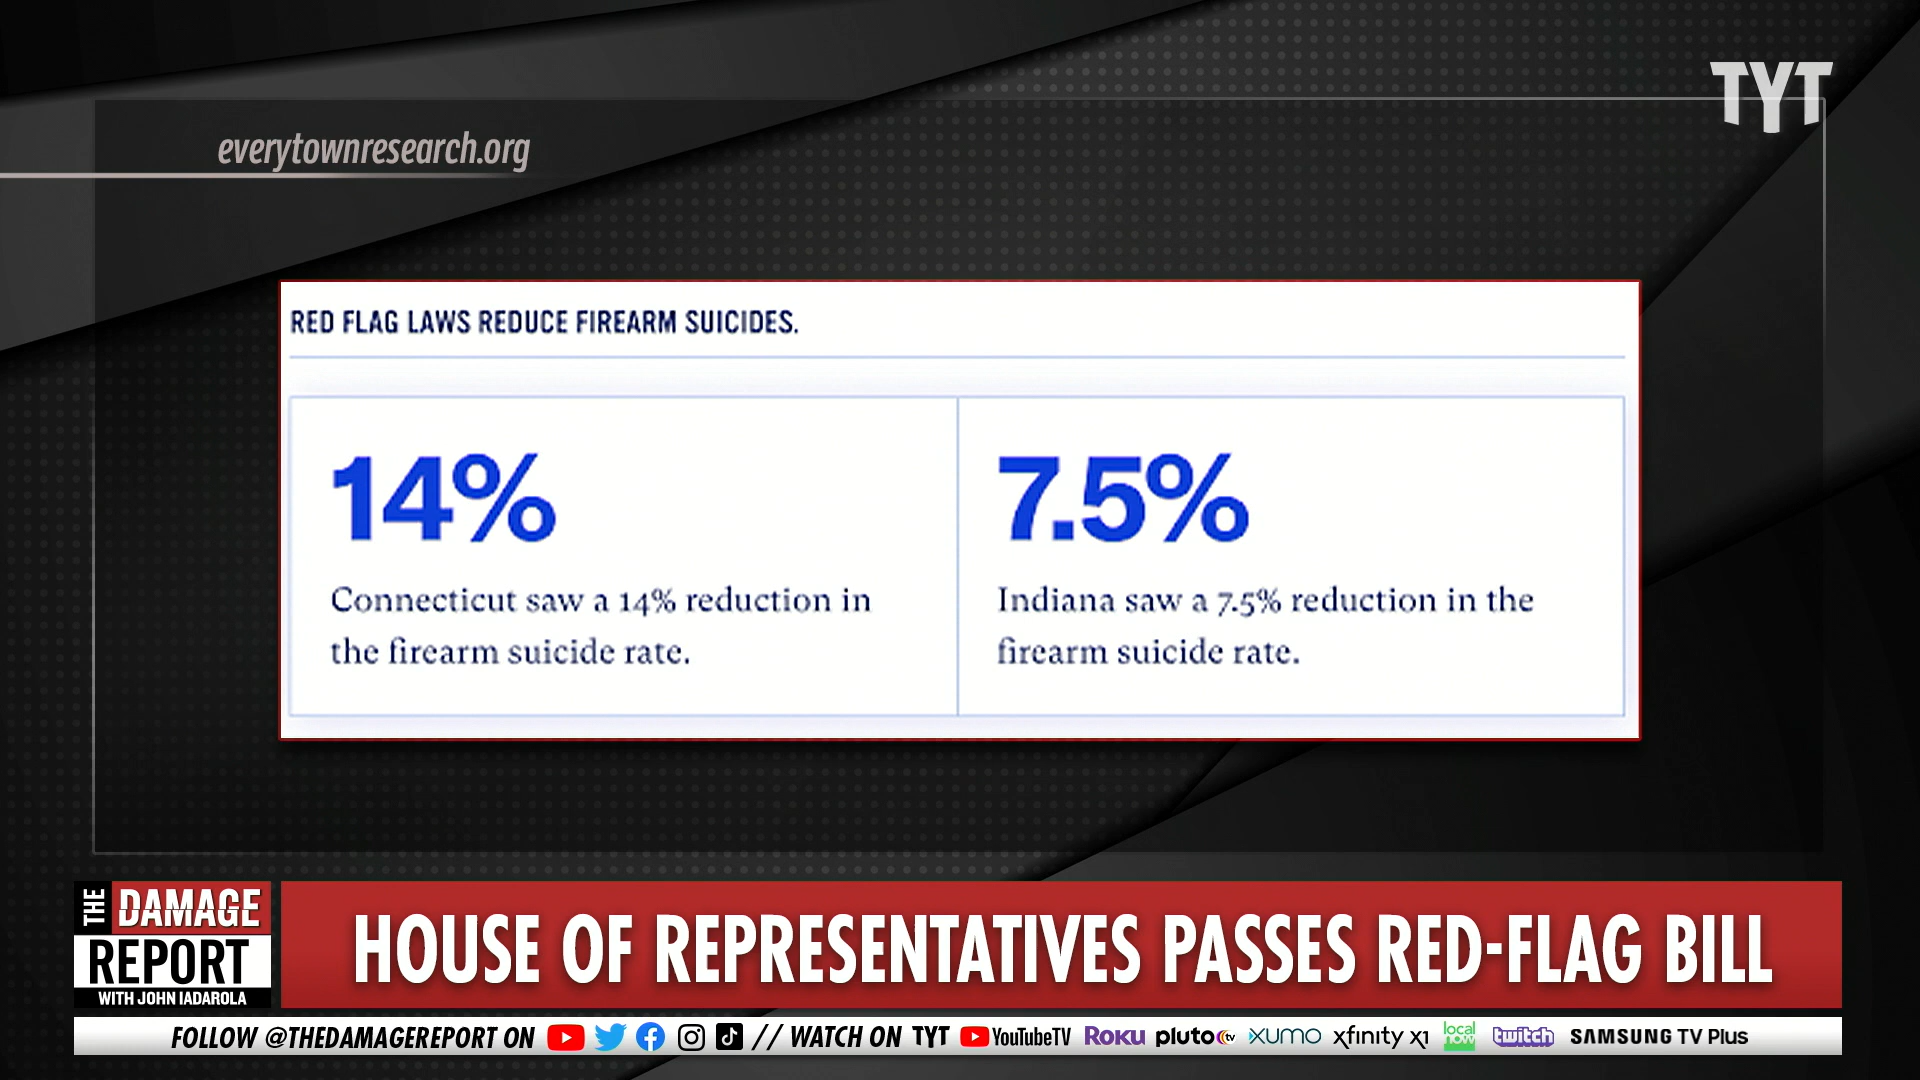 TYT
everytownresearch.org
RED FLAG LAWS REDUCE FIREARM SUICIDES.
14%
Connecticut saw a 14% reduction in
the firearm suicide rate.
7.5%
Indiana saw a 7.5% reduction in the
firearm suicide rate.
THE DAMAGE
REPORT
WITH JOHN IADAROLA
HOUSE OF REPRESENTATIVES PASSES RED-FLAG BILL
FOLLOW @THEDAMAGEREPORT ON // WATCH ON TYT YouTubeTV ROKU pluto tv XUMO xfinity x1 local now twitch SAMSUNG TV Plus